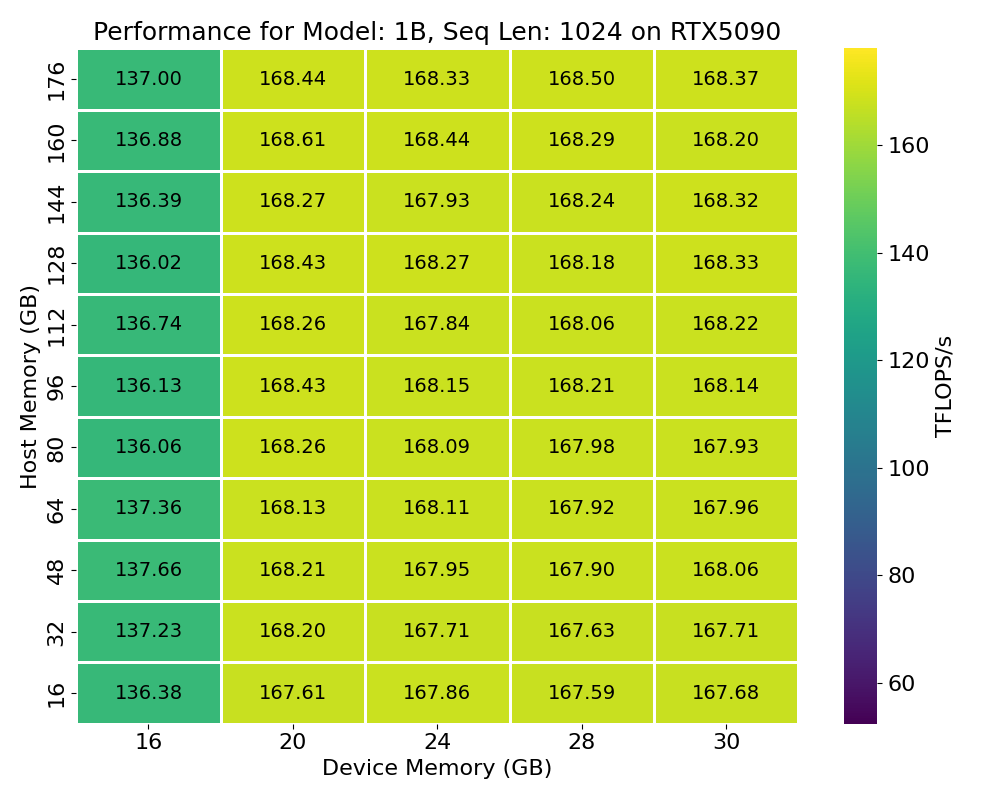 Performance for Model: 1B, Seq Len: 1024 on RTX5090
176 137.00 168.44 168.33 168.50 168.37
160 136.88 168.61 168.44 168.29 168.20
144 136.39 168.27 167.93 168.24 168.32
128 136.02 168.43 168.27 168.18 168.33
112 136.74 168.26 167.84 168.06 168.22
96 136.13 168.43 168.15 168.21 168.14
80 136.06 168.26 168.09 167.98 167.93
64 137.36 168.13 168.11 167.92 167.96
48 137.66 168.21 167.95 167.90 168.06
32 137.23 168.20 167.71 167.63 167.71
16 136.38 167.61 167.86 167.59 167.68
16 20 24 28 30
Device Memory (GB)
Host Memory (GB)
160
140
120
100
80
60
TFLOPS/s